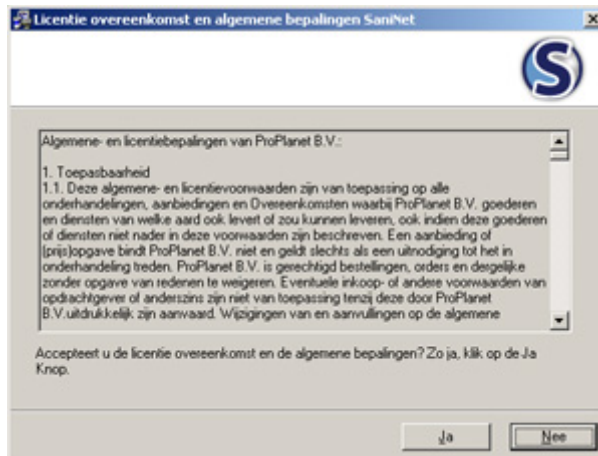 Licentie overeenkomst en algemene bepalingen SaniNet
S
Algemene- en licentiebepalingen van ProPlanet B.V.:
1. Toepasbaarheid
1.1. Deze algemene- en licentievoorwaarden zijn van toepassing op alle
onderhandelingen, aanbiedingen en Overeenkomsten waarbij ProPlanet B.V. goederen
en diensten van welke aard ook levert of zou kunnen leveren, ook indien deze goederen
of diensten niet nader in deze voorwaarden zijn beschreven. Een aanbieding of
(prijs)opgave bindt ProPlanet B.V. niet en geldt slechts als een uitnodiging tot het in
onderhandeling treden. ProPlanet B.V. is gerechtigd bestellingen, orders en dergelijke
zonder opgave van redenen te weigeren. Eventuele inkoop- of andere voorwaarden van
opdrachtgever of anderszins zijn niet van toepassing tenzij deze door ProPlanet
B.V.uitdrukkelijk zijn aanvaard. Wijzigingen van en aanvullingen op de algemene
Accepteert u de licentie overeenkomst en de algemene bepalingen? Zo ja, klik op de Ja
Knop.
Ja
Nee